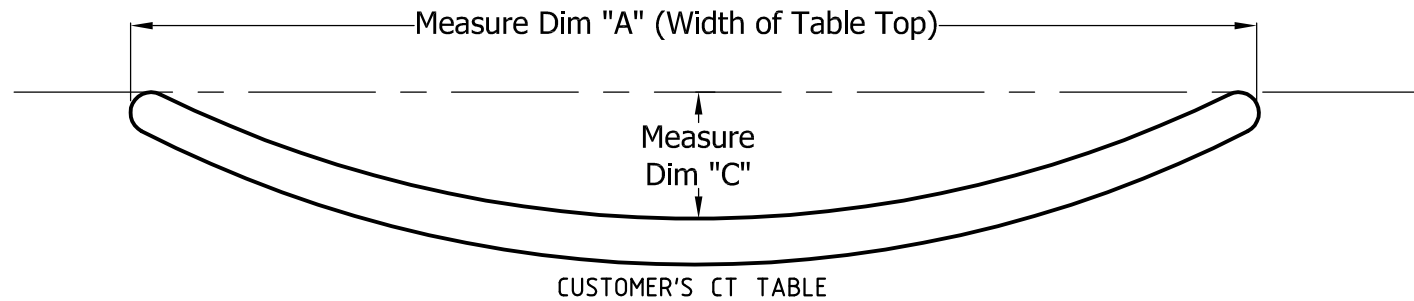 Measure Dim "A" (Width of Table Top)
Measure
Dim "C"
CUSTOMER'S CT TABLE